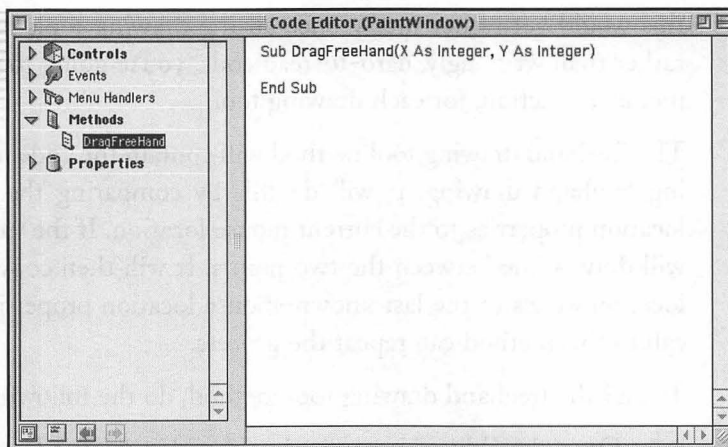 Code Editor (PaintWindow)
Controls
Events
Menu Handlers
Methods
DragFreeHand
Properties
Sub DragFreeHand(X As Integer, Y As Integer)
End Sub